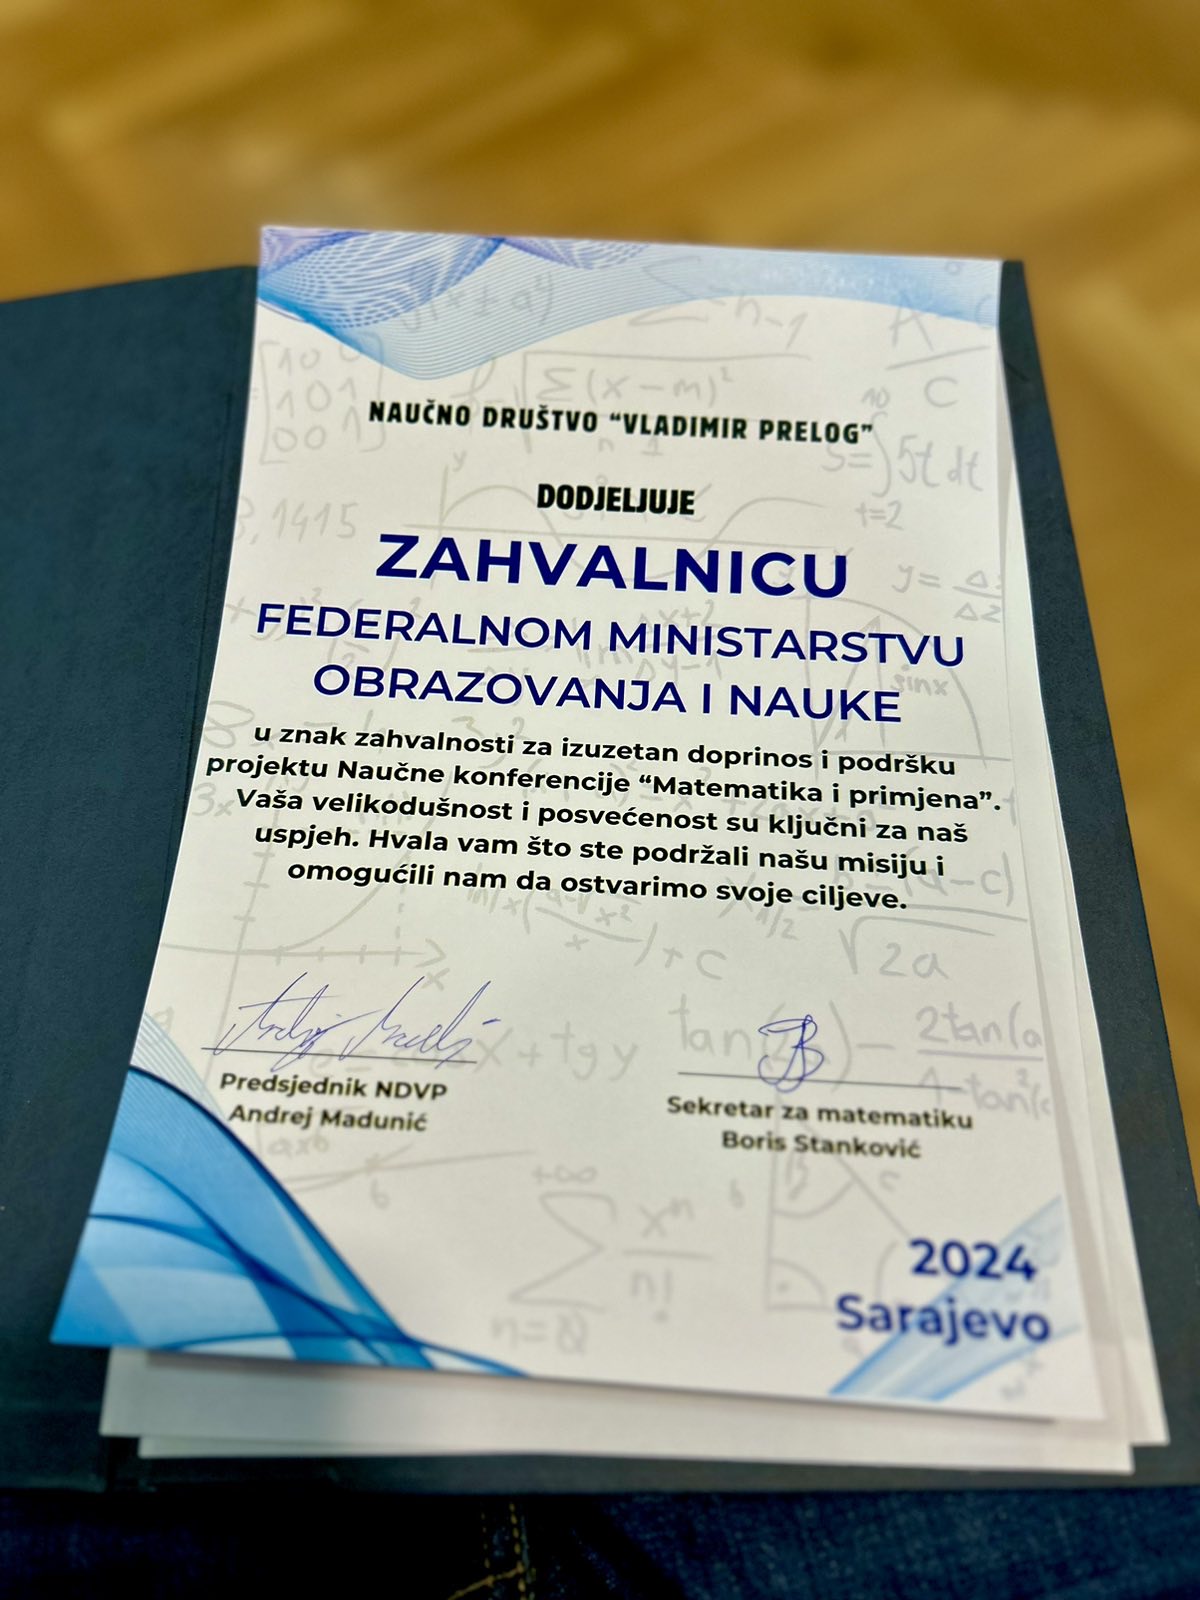 NAUČNO DRUŠTVO “VLADIMIR PRELOG”
DODJELJUJE
ZAHVALNICU
FEDERALNOM MINISTARSTVU
OBRAZOVANJA I NAUKE
u znak zahvalnosti za izuzetan doprinos i podršku
projektu Naučne konferencije “Matematika i primjena”.
Vaša velikodušnost i posvećenost su ključni za naš
uspjeh. Hvala vam što ste podržali našu misiju i
omogućili nam da ostvarimo svoje ciljeve.
Predsjednik NDVP
Andrej Madunić
Sekretar za matematiku
Boris Stanković
2024
Sarajevo